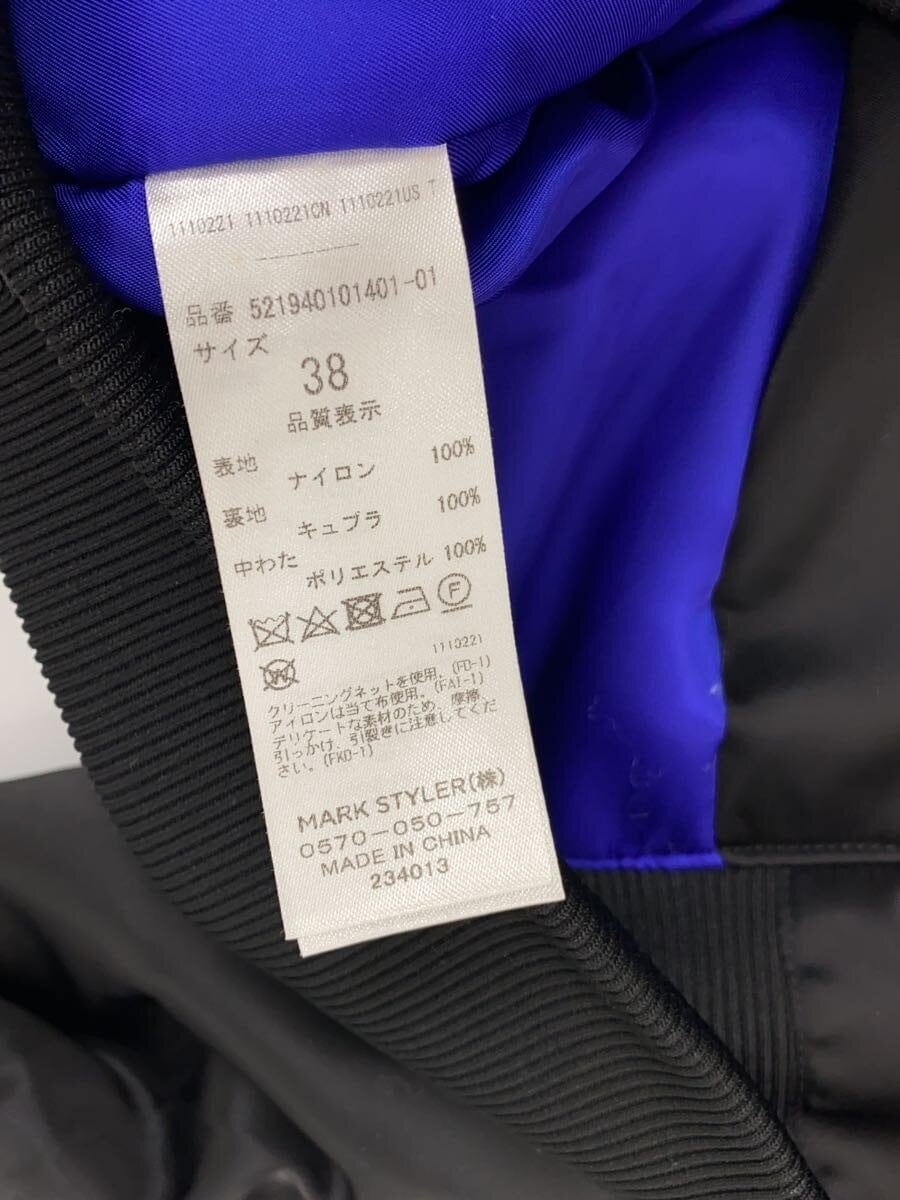 1110221 1110221CN 1110221US T
品番 521940101401-01
サイズ
38
品質表示
表地 ナイロン 100%
裏地 キュプラ 100%
中わた ポリエステル 100%
F
W
1110221
クリーニングネットを使用。(FD-1)
アイロンは当て布使用。(FAI-1)
デリケートな素材のため、摩擦、
引っかけ、引裂きに注意してくだ
さい。(FKD-1)
MARK STYLER(株)
0570-050-757
MADE IN CHINA
234013